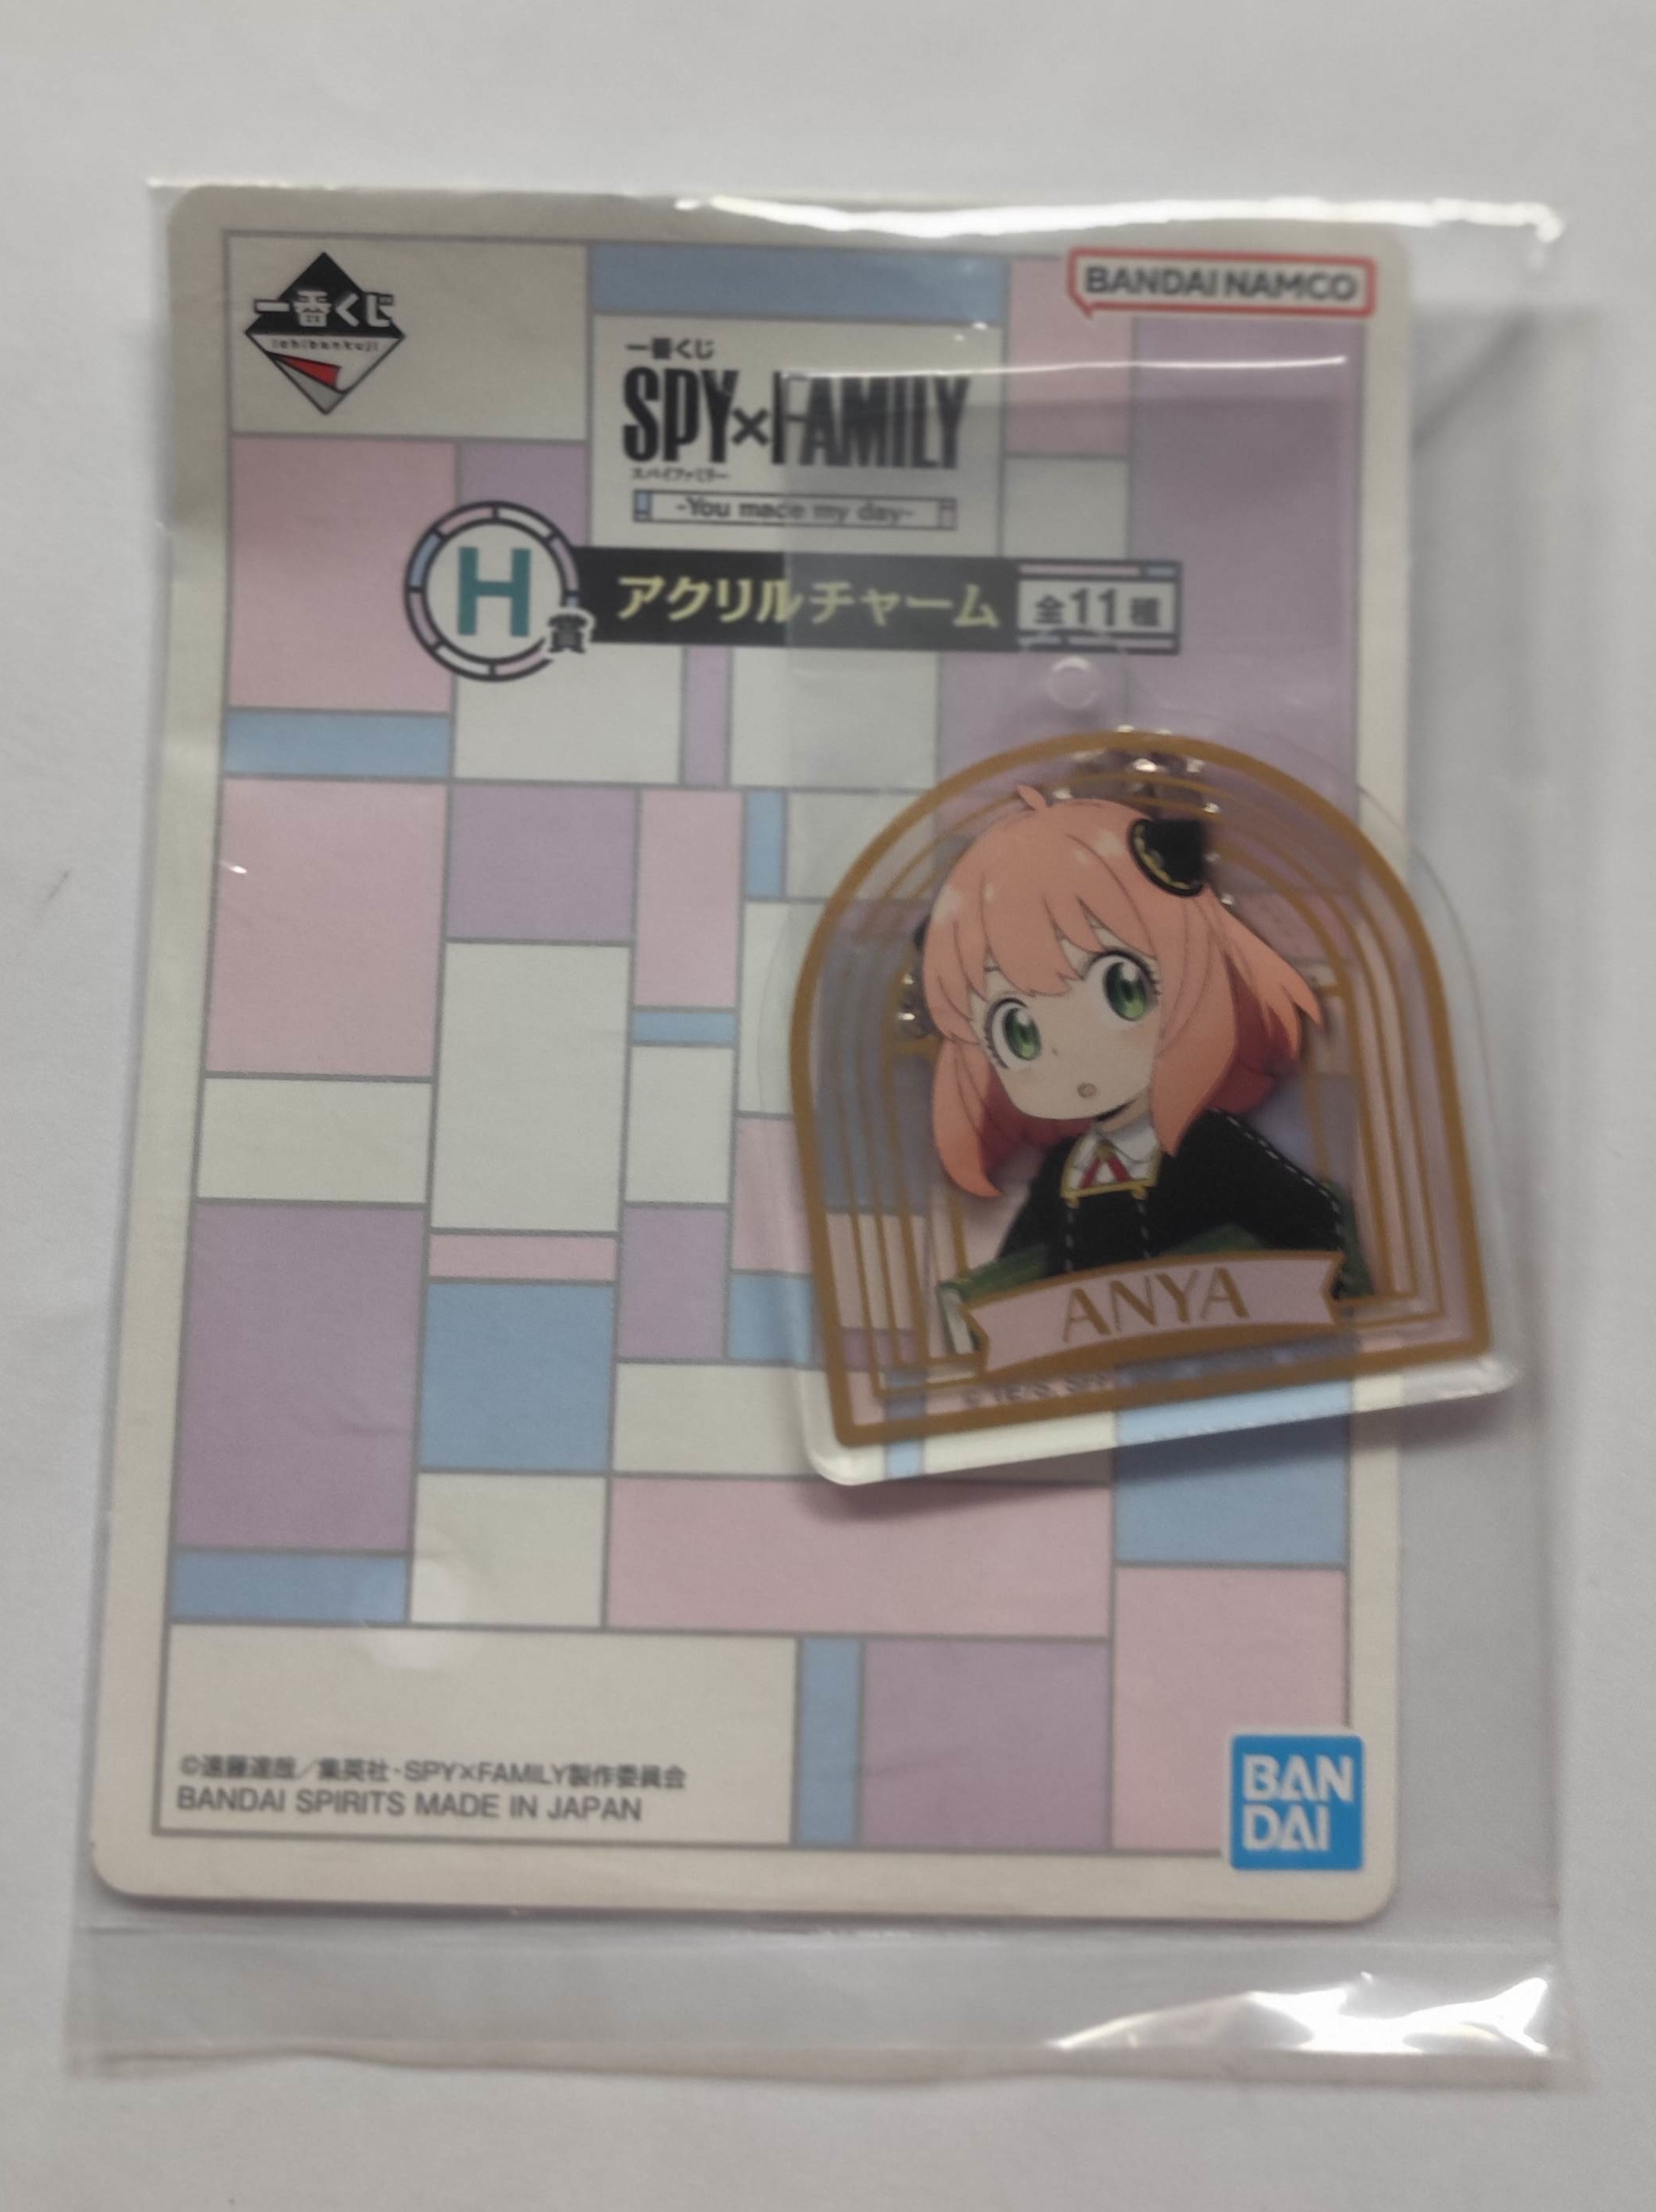 一番くじ
ichibankuji
BANDAI NAMCO
一番くじ
SPY×FAMILY
スパイファミリー
-You made my day-
H賞
アクリルチャーム
全11種
ANYA
©遠藤達哉/集英社・SPY×FAMILY製作委員会
BANDAI SPIRITS MADE IN JAPAN
BAN
DAI